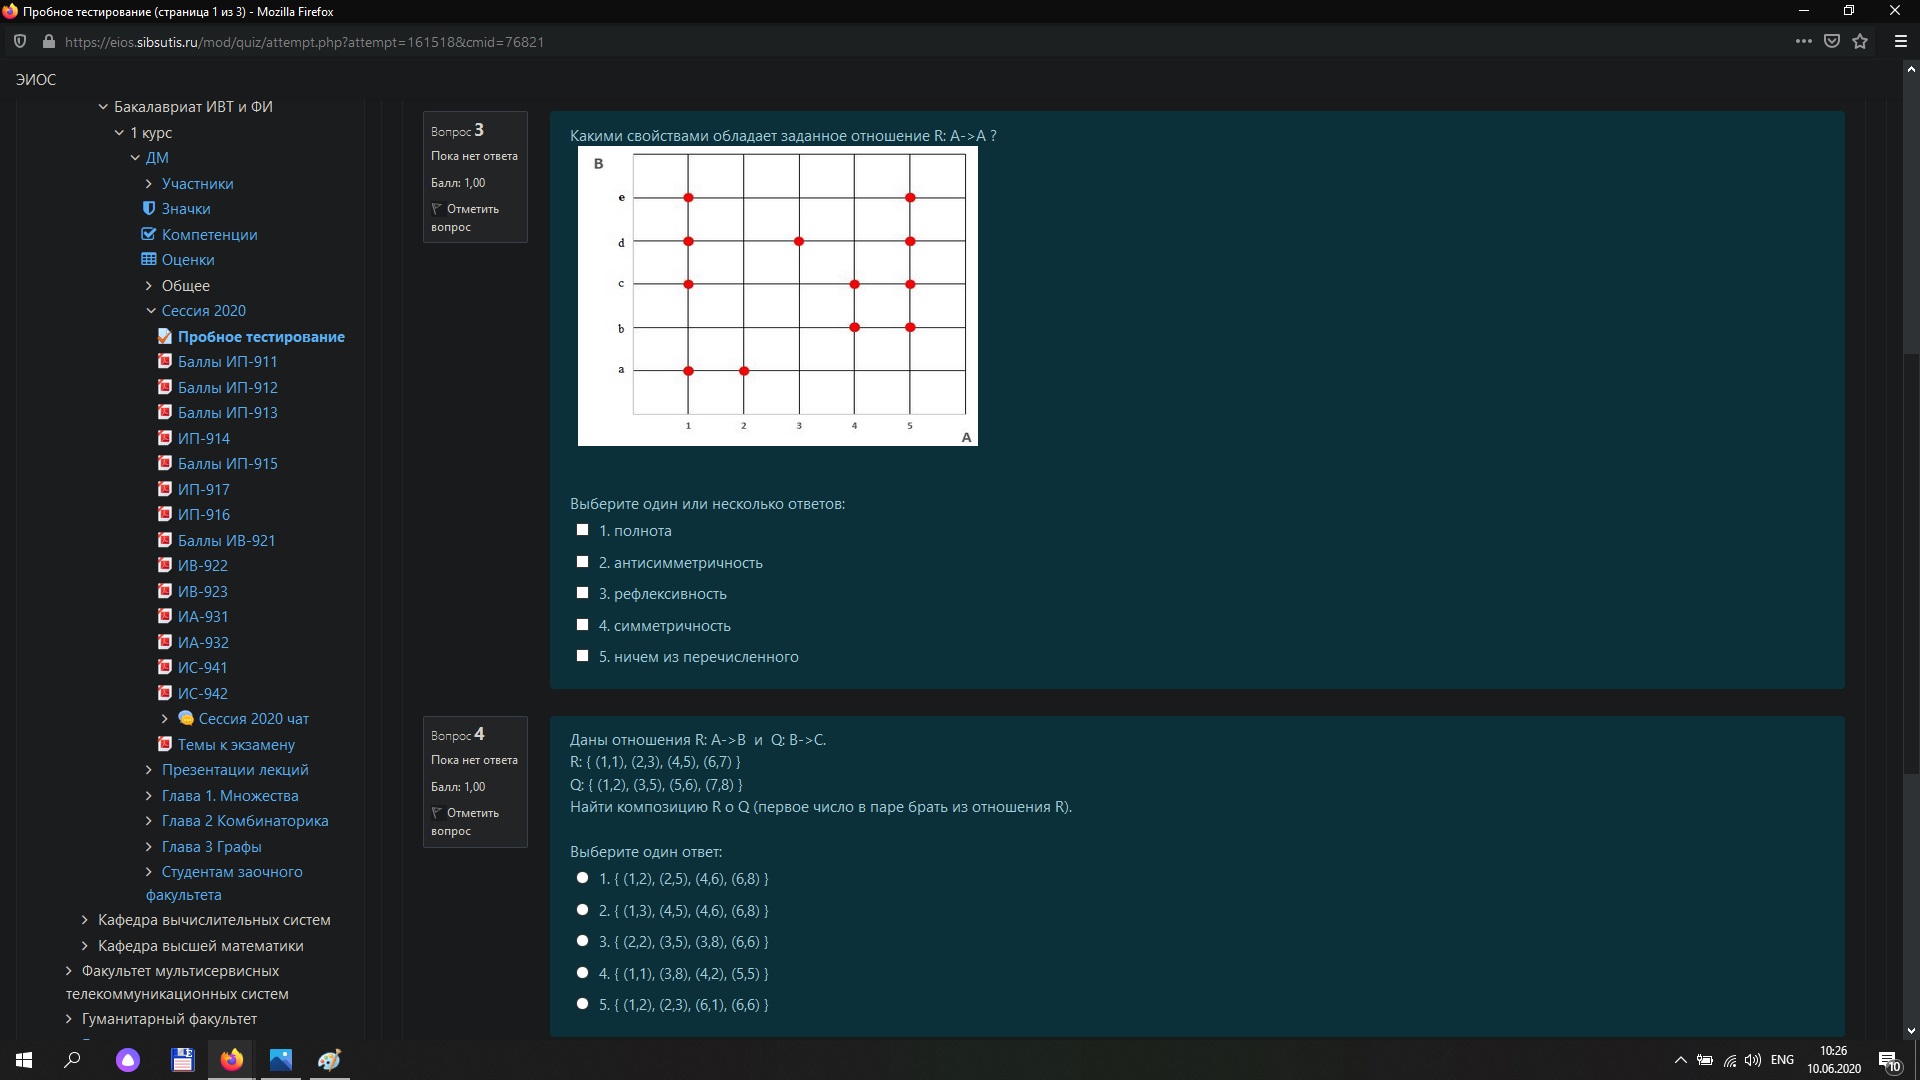 Пробное тестирование (страница 1 из 3) - Mozilla Firefox
https://eios.sibsutis.ru/mod/quiz/attempt.php?attempt=161518&cmid=76821
ЭИОС
Бакалавриат ИВТ и ФИ
1 курс
ДМ
Участники
Значки
Компетенции
Оценки
Общее
Сессия 2020
Пробное тестирование
Баллы ИП-911
Баллы ИП-912
Баллы ИП-913
ИП-914
Баллы ИП-915
ИП-917
ИП-916
Баллы ИВ-921
ИВ-922
ИВ-923
ИА-931
ИА-932
ИС-941
ИС-942
Сессия 2020 чат
Темы к экзамену
Презентации лекций
Глава 1. Множества
Глава 2 Комбинаторика
Глава 3 Графы
Студентам заочного
факультета
Кафедра вычислительных систем
Кафедра высшей математики
Факультет мультисервисных
телекоммуникационных систем
Гуманитарный факультет
Вопрос 3
Пока нет ответа
Балл: 1,00
Отметить
вопрос
Какими свойствами обладает заданное отношение R: A->A ?
B
e
d
c
b
a
1 2 3 4 5
A
Выберите один или несколько ответов:
1. полнота
2. антисимметричность
3. рефлексивность
4. симметричность
5. ничем из перечисленного
Вопрос 4
Пока нет ответа
Балл: 1,00
Отметить
вопрос
Даны отношения R: A->B и Q: B->C.
R: { (1,1), (2,3), (4,5), (6,7) }
Q: { (1,2), (3,5), (5,6), (7,8) }
Найти композицию R o Q (первое число в паре брать из отношения R).
Выберите один ответ:
1. { (1,2), (2,5), (4,6), (6,8) }
2. { (1,3), (4,5), (4,6), (6,8) }
3. { (2,2), (3,5), (3,8), (6,6) }
4. { (1,1), (3,8), (4,2), (5,5) }
5. { (1,2), (2,3), (6,1), (6,6) }
ENG
10:26
10.06.2020
10